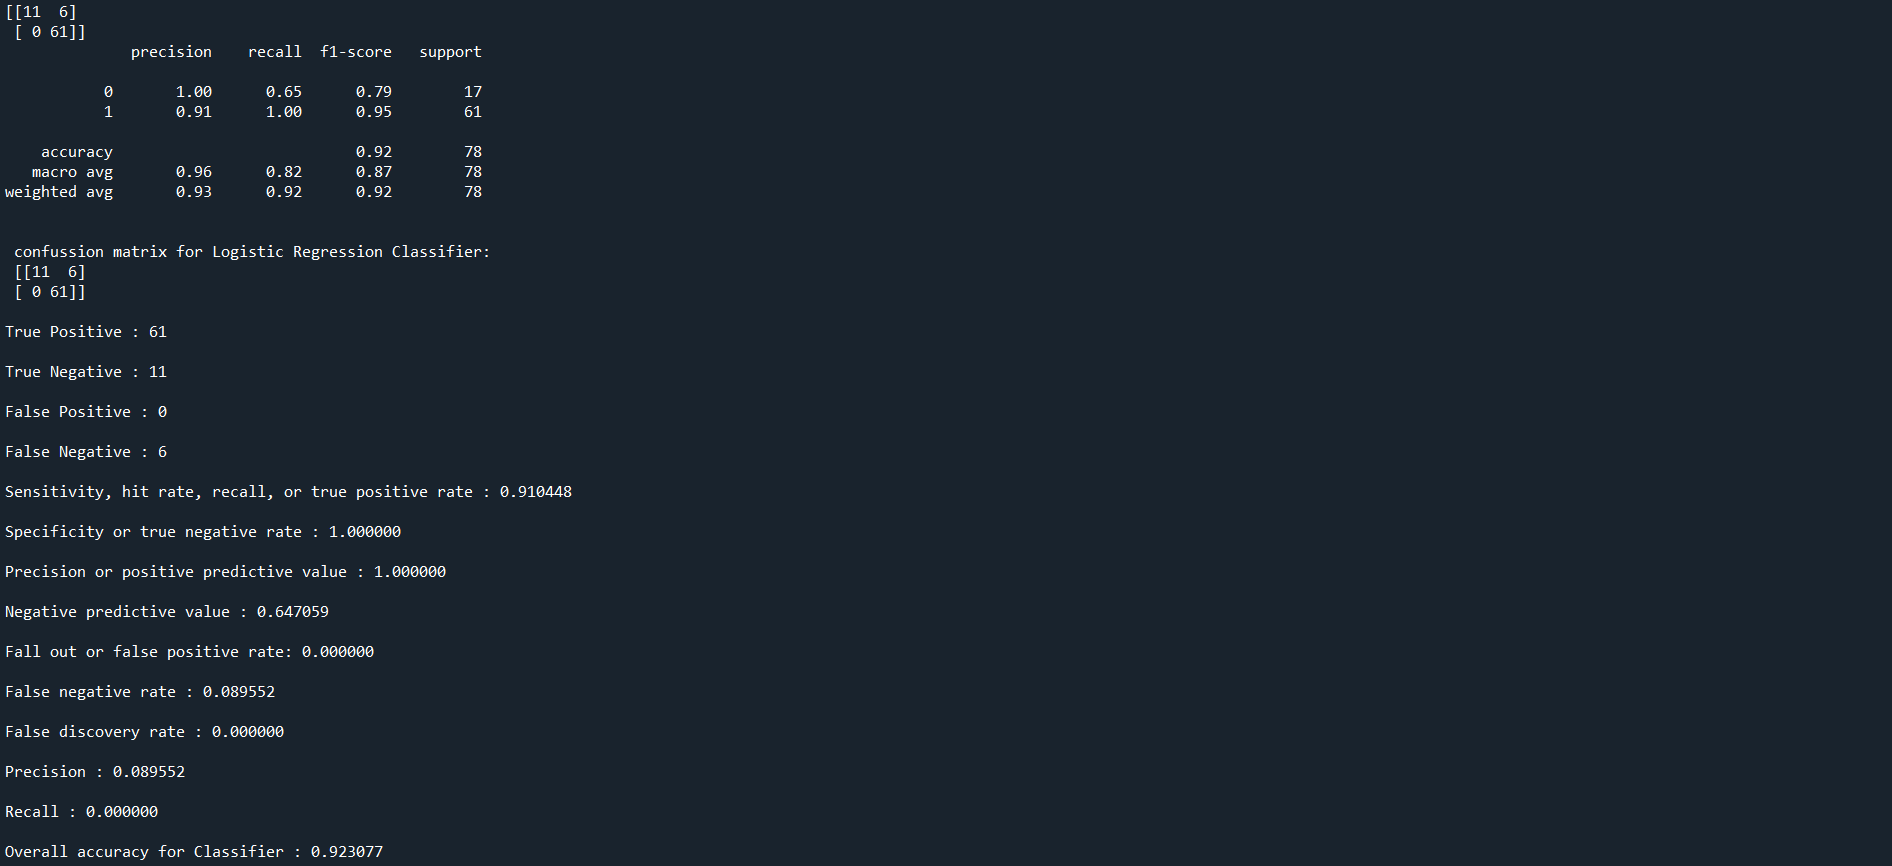 [[11  6]
 [ 0 61]]
              precision    recall  f1-score   support

           0       1.00      0.65      0.79        17
           1       0.91      1.00      0.95        61

    accuracy                           0.92        78
   macro avg       0.96      0.82      0.87        78
weighted avg       0.93      0.92      0.92        78

 confussion matrix for Logistic Regression Classifier:
 [[11  6]
 [ 0 61]]

True Positive : 61

True Negative : 11

False Positive : 0

False Negative : 6

Sensitivity, hit rate, recall, or true positive rate : 0.910448

Specificity or true negative rate : 1.000000

Precision or positive predictive value : 1.000000

Negative predictive value : 0.647059

Fall out or false positive rate: 0.000000

False negative rate : 0.089552

False discovery rate : 0.000000

Precision : 0.089552

Recall : 0.000000

Overall accuracy for Classifier : 0.923077